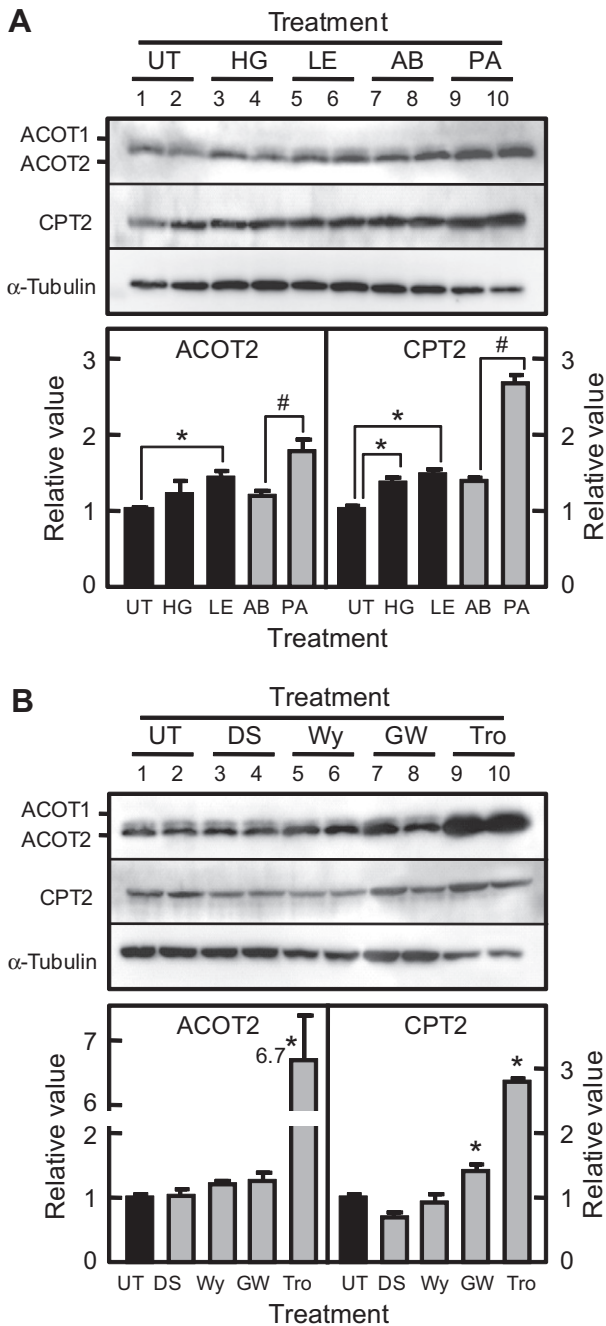 A
Treatment
UT HG LE AB PA
1 2 3 4 5 6 7 8 9 10
ACOT1
ACOT2
CPT2
α-Tubulin
ACOT2 CPT2
3 3
2 2
1 1
0 0
Relative value
Relative value
* # * * #
UT HG LE AB PA UT HG LE AB PA
Treatment
B
Treatment
UT DS Wy GW Tro
1 2 3 4 5 6 7 8 9 10
ACOT1
ACOT2
CPT2
α-Tubulin
ACOT2 CPT2
7
6
2
1
0
3
2
1
0
Relative value
Relative value
6.7 * * *
UT DS Wy GW Tro UT DS Wy GW Tro
Treatment